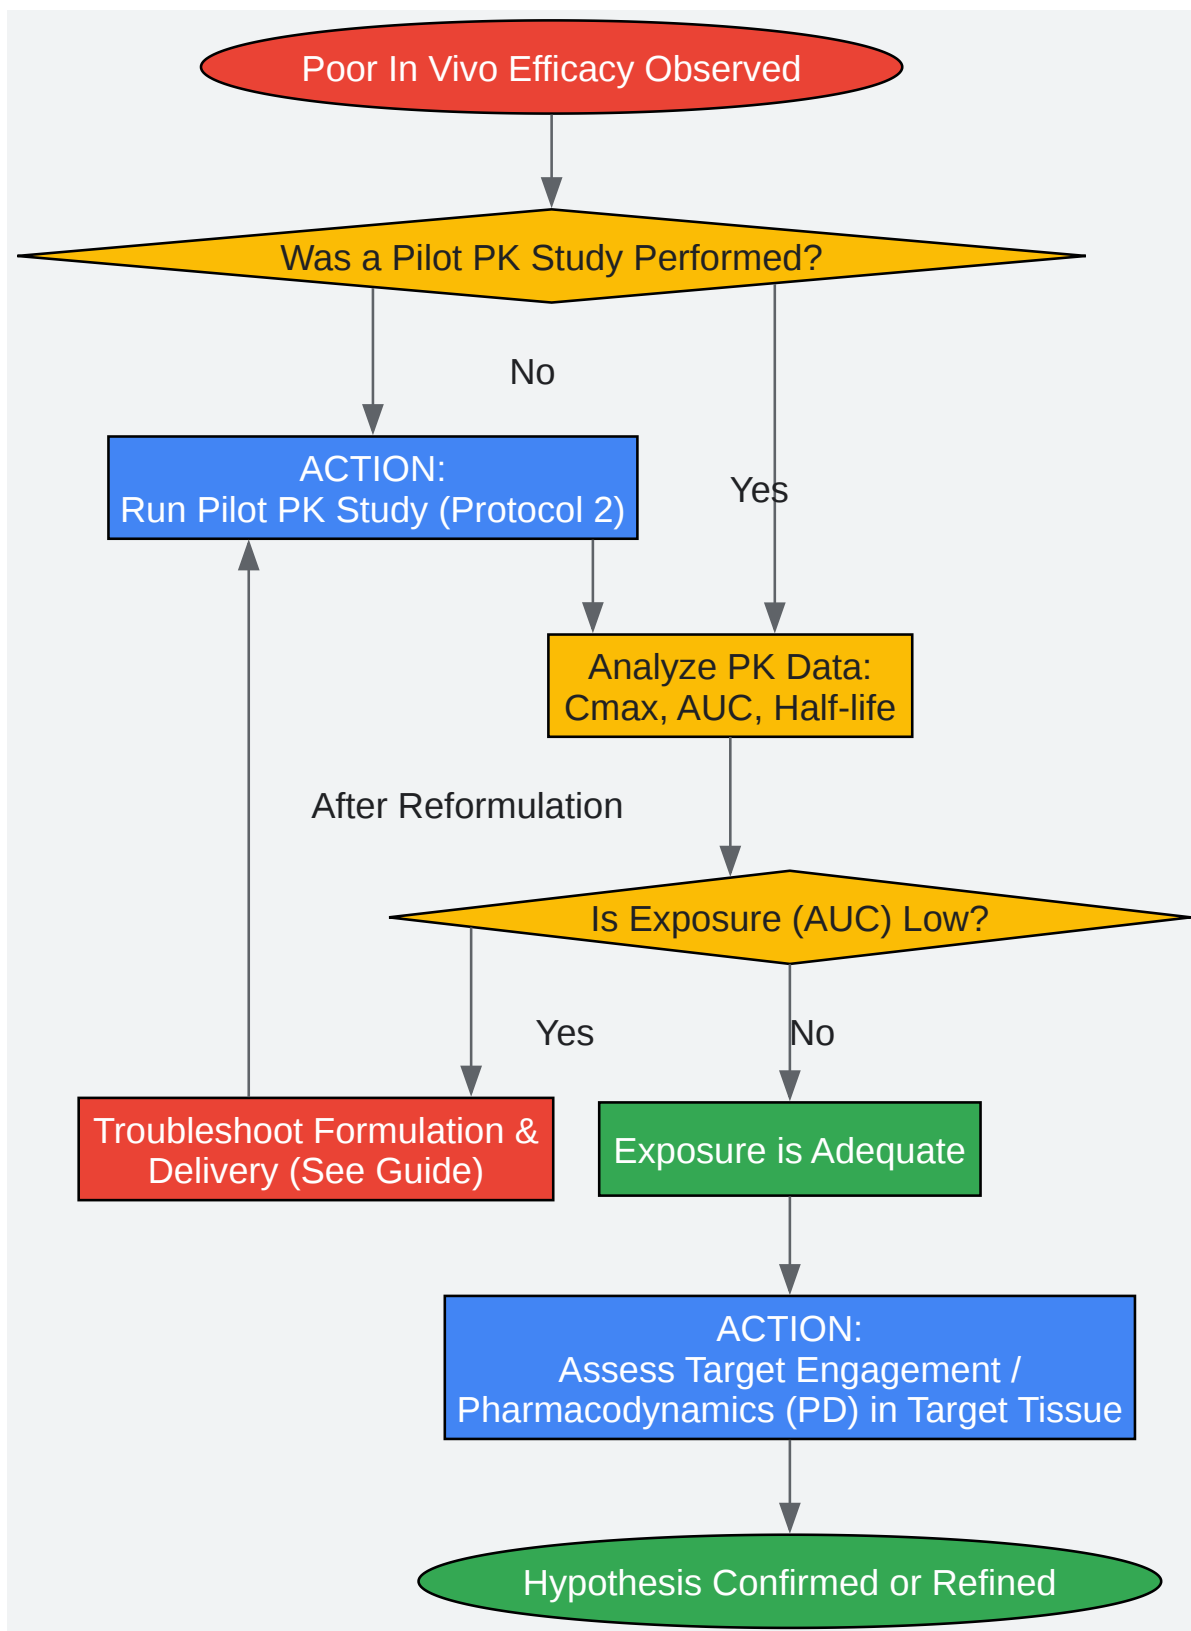 Poor In Vivo Efficacy Observed
Was a Pilot PK Study Performed?
No
ACTION:
Run Pilot PK Study (Protocol 2)
Yes
Analyze PK Data:
Cmax, AUC, Half-life
After Reformulation
Is Exposure (AUC) Low?
Yes
No
Troubleshoot Formulation &
Delivery (See Guide)
Exposure is Adequate
ACTION:
Assess Target Engagement /
Pharmacodynamics (PD) in Target Tissue
Hypothesis Confirmed or Refined